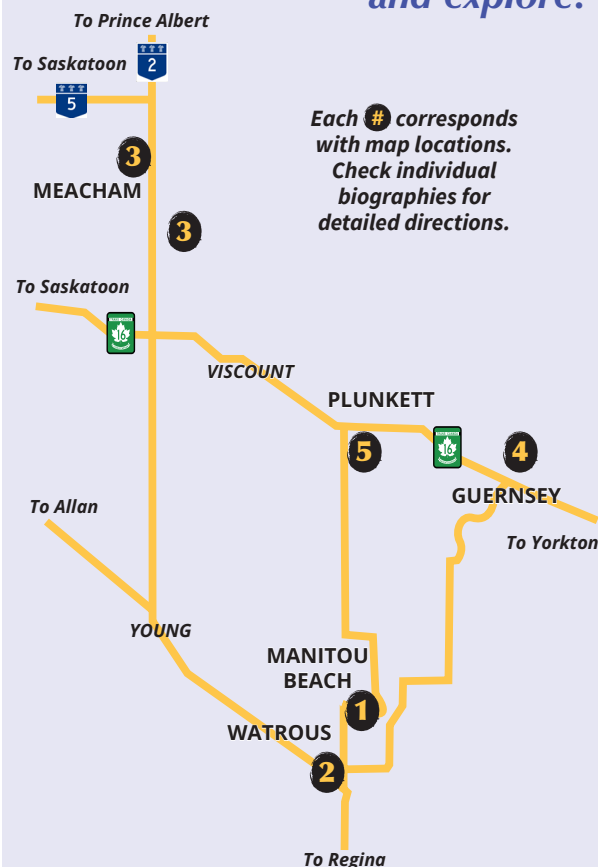 and explore.
To Prince Albert
To Saskatoon
2
5
Each # corresponds
with map locations.
Check individual
biographies for
detailed directions.
3
MEACHAM
3
To Saskatoon
16
VISCOUNT
PLUNKETT
5
16
4
GUERNSEY
To Allan
To Yorkton
YOUNG
MANITOU
BEACH
1
WATROUS
2
To Regina